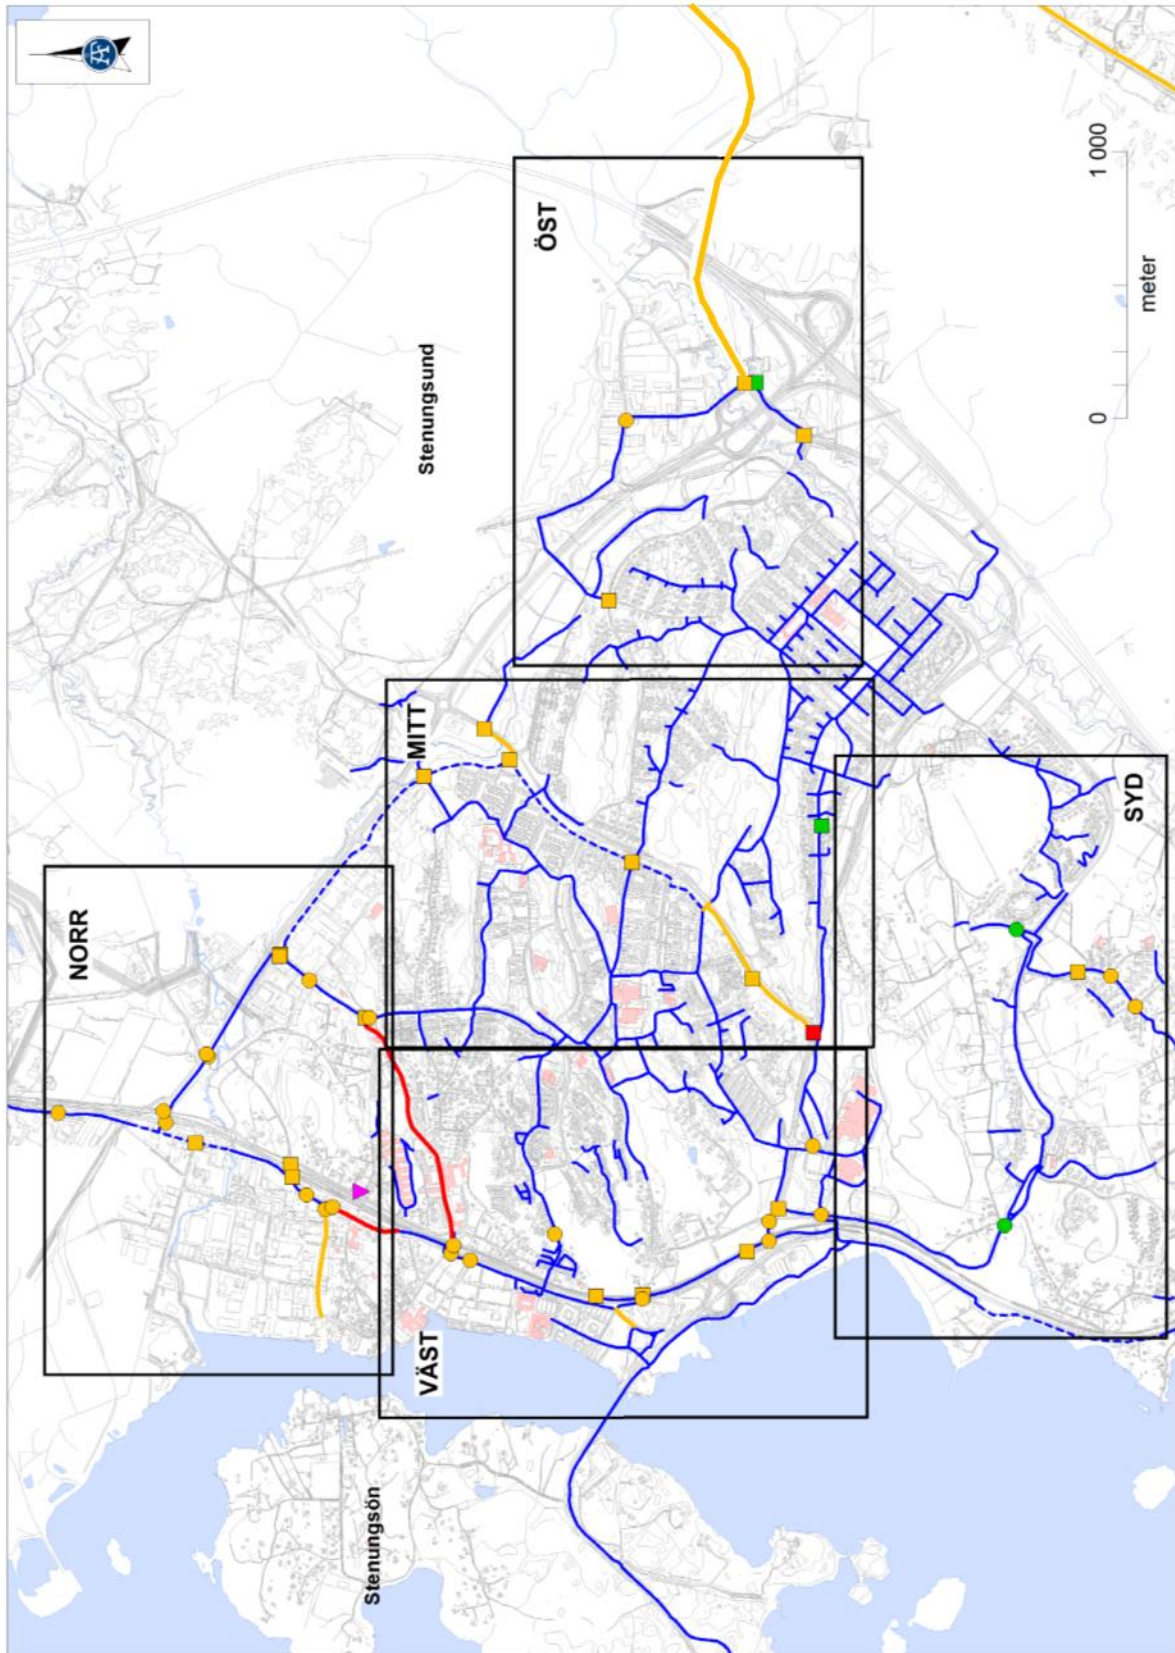 NORR
Stenungsund
ÖST
MITT
VÄST
SYD
Stenungsön
0
1 000
meter